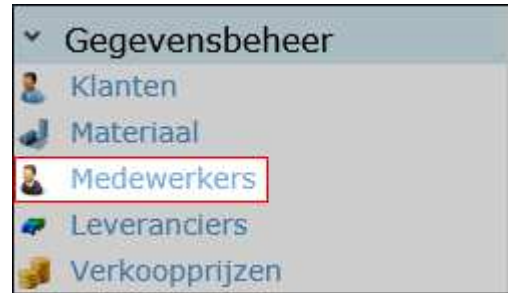 Gegevensbeheer
Klanten
Materiaal
Medewerkers
Leveranciers
Verkoopprijzen